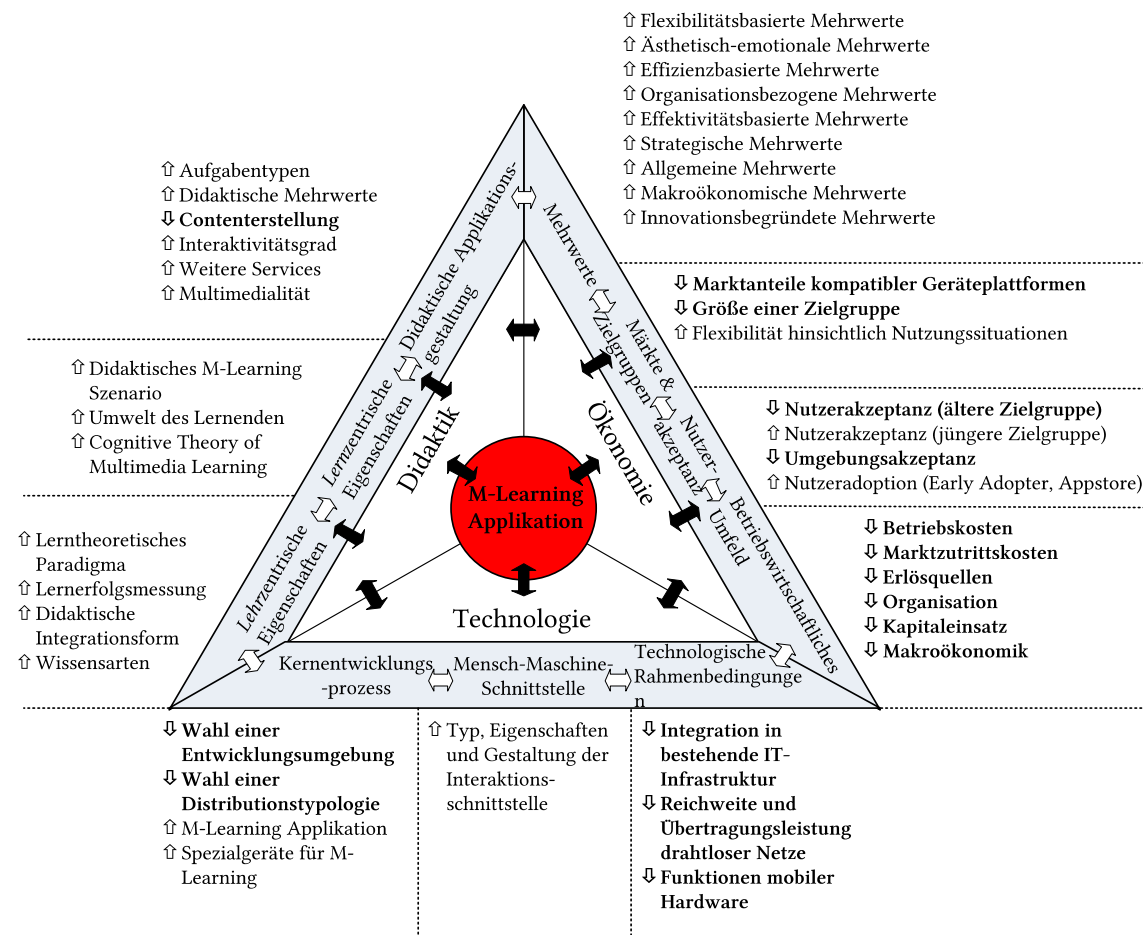 ⇧ Flexibilitätsbasierte Mehrwerte
⇧ Ästhetisch-emotionale Mehrwerte
⇧ Effizienzbasierte Mehrwerte
⇧ Organisationsbezogene Mehrwerte
⇧ Effektivitätsbasierte Mehrwerte
⇧ Strategische Mehrwerte
⇧ Allgemeine Mehrwerte
⇧ Makroökonomische Mehrwerte
⇧ Innovationsbegründete Mehrwerte
⇧ Aufgabentypen
⇧ Didaktische Mehrwerte
⇩ Contenterstellung
⇧ Interaktivitätsgrad
⇧ Weitere Services
⇧ Multimedialität
⇩ Marktanteile kompatibler Geräteplattformen
⇩ Größe einer Zielgruppe
⇧ Flexibilität hinsichtlich Nutzungssituationen
⇧ Didaktisches M-Learning
Szenario
⇧ Umwelt des Lernenden
⇧ Cognitive Theory of
Multimedia Learning
⇩ Nutzerakzeptanz (ältere Zielgruppe)
⇧ Nutzerakzeptanz (jüngere Zielgruppe)
⇩ Umgebungsakzeptanz
⇧ Nutzeradoption (Early Adopter, Appstore)
⇧ Lerntheoretisches
Paradigma
⇧ Lernerfolgsmessung
⇧ Didaktische
Integrationsform
⇧ Wissensarten
⇩ Betriebskosten
⇩ Marktzutrittskosten
⇩ Erlösquellen
⇩ Organisation
⇩ Kapitaleinsatz
⇩ Makroökonomik
Didaktische Applikations-
gestaltung
Lernzentrische
Eigenschaften
Lehrzentrische
Eigenschaften
Mehrwerte
Märkte &
Zielgruppen
Nutzer-
akzeptanz
Betriebswirtschaftliches
Umfeld
Didaktik
Ökonomie
M-Learning
Applikation
Technologie
Kernentwicklungs
-prozess
Mensch-Maschine-
Schnittstelle
Technologische
Rahmenbedingunge
n
⇩ Wahl einer
Entwicklungsumgebung
⇩ Wahl einer
Distributionstypologie
⇧ M-Learning Applikation
⇧ Spezialgeräte für M-
Learning
⇧ Typ, Eigenschaften
und Gestaltung der
Interaktions-
schnittstelle
⇩ Integration in
bestehende IT-
Infrastruktur
⇩ Reichweite und
Übertragungsleistung
drahtloser Netze
⇩ Funktionen mobiler
Hardware